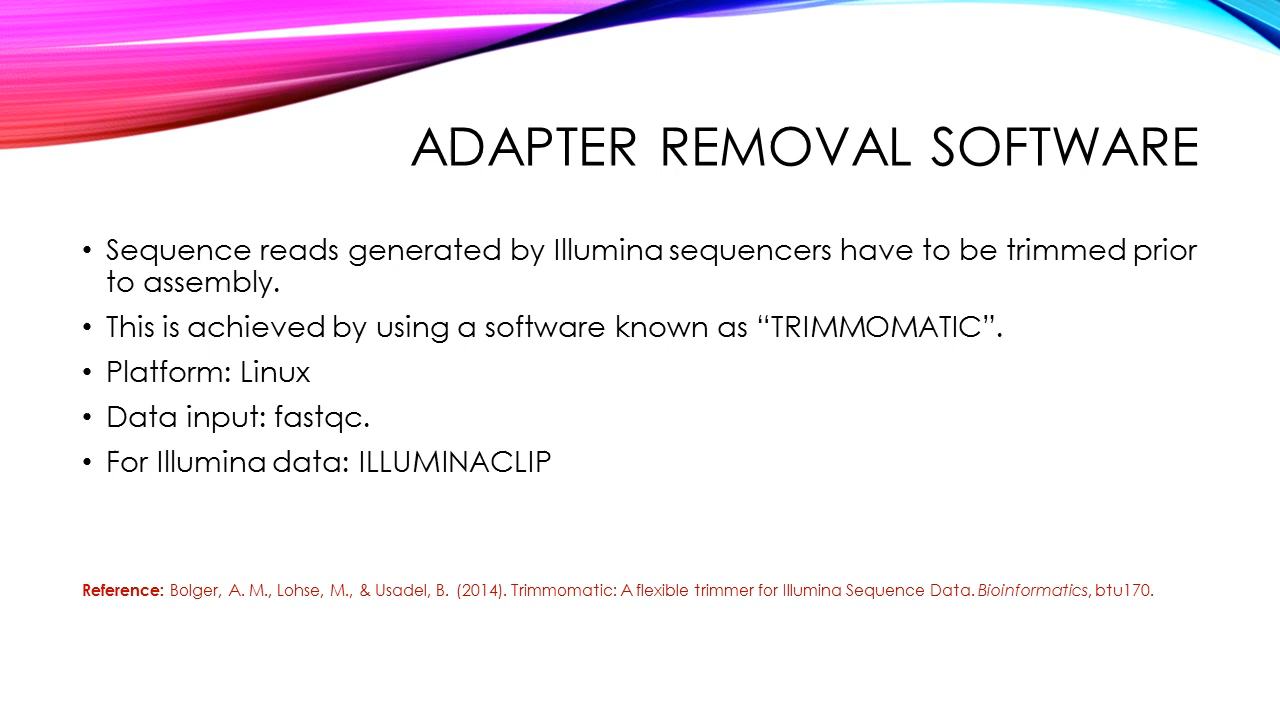 ADAPTER REMOVAL SOFTWARE
• Sequence reads generated by Illumina sequencers have to be trimmed prior
to assembly.
• This is achieved by using a software known as “TRIMMOMATIC”.
• Platform: Linux
• Data input: fastqc.
• For Illumina data: ILLUMINACLIP
Reference: Bolger, A. M., Lohse, M., & Usadel, B. (2014). Trimmomatic: A flexible trimmer for Illumina Sequence Data. Bioinformatics, btu170.